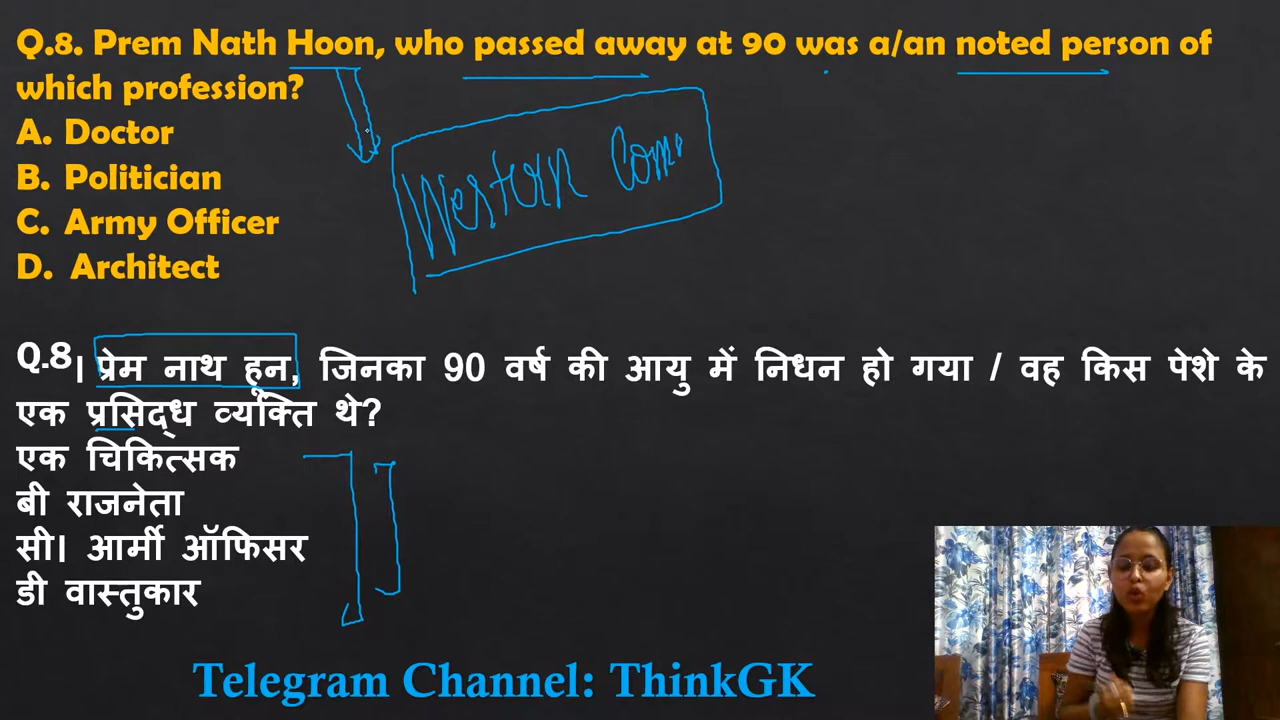 Q.8. Prem Nath Hoon, who passed away at 90 was a/an noted person of
which profession?
A. Doctor
B. Politician
C. Army Officer
D. Architect
Western Com
Q.8। प्रेम नाथ हून, जिनका 90 वर्ष की आयु में निधन हो गया / वह किस पेशे के
एक प्रसिद्ध व्यक्ति थे?
एक चिकित्सक
बी राजनेता
सी। आर्मी ऑफिसर
डी वास्तुकार
Telegram Channel: ThinkGK